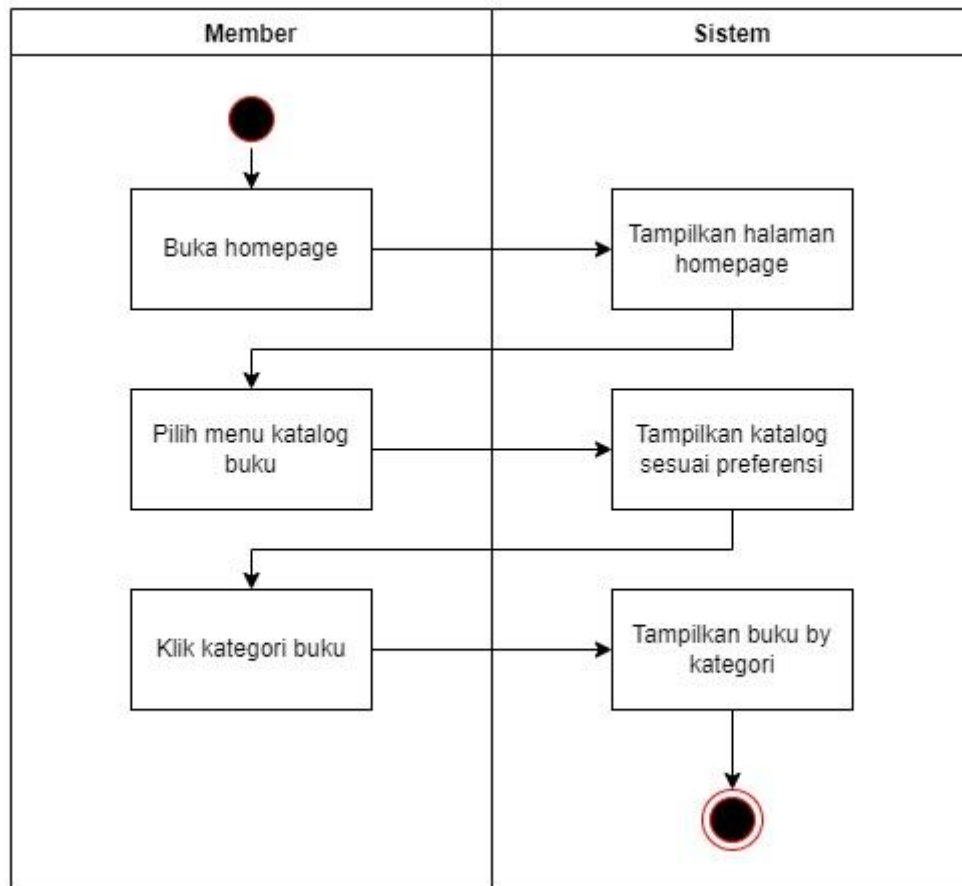 Member
Sistem
Buka homepage
Tampilkan halaman
homepage
Pilih menu katalog
buku
Tampilkan katalog
sesuai preferensi
Klik kategori buku
Tampilkan buku by
kategori